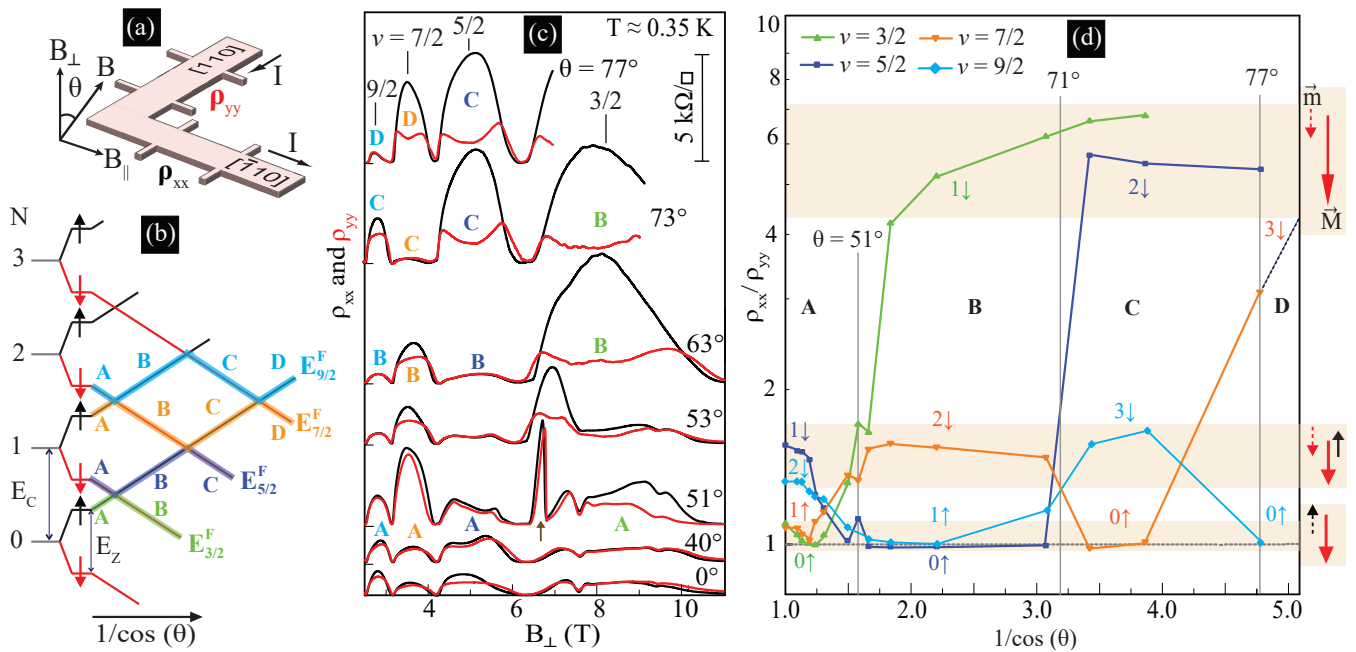 (a)
B⊥
B
θ
B||
[110]
I
ρyy
I
ρxx
[1̄10]
(b)
N
3
2
1
0
E_C
E_Z
A
B
C
D
E^F_9/2
A
B
C
D
E^F_7/2
A
B
C
E^F_5/2
A
B
E^F_3/2
1/cos (θ)
(c)
T ≈ 0.35 K
5/2
ν = 7/2
9/2
θ = 77°
3/2
5 kΩ/□
D
D
C
C
C
C
B
73°
B
B
B
B
63°
53°
51°
A
A
A
A
40°
0°
ρxx and ρyy
4
6
8
10
B⊥ (T)
(d)
ν = 3/2
ν = 7/2
ν = 5/2
ν = 9/2
71°
77°
θ = 51°
10
8
6
4
2
1
ρxx/ ρyy
A
B
C
D
1↓
2↓
3↓
1↓
2↓
1↑
0↑
2↓
1↑
0↑
3↓
0↑
0↑
m⃗
M⃗
1.0
2.0
3.0
4.0
5.0
1/cos (θ)